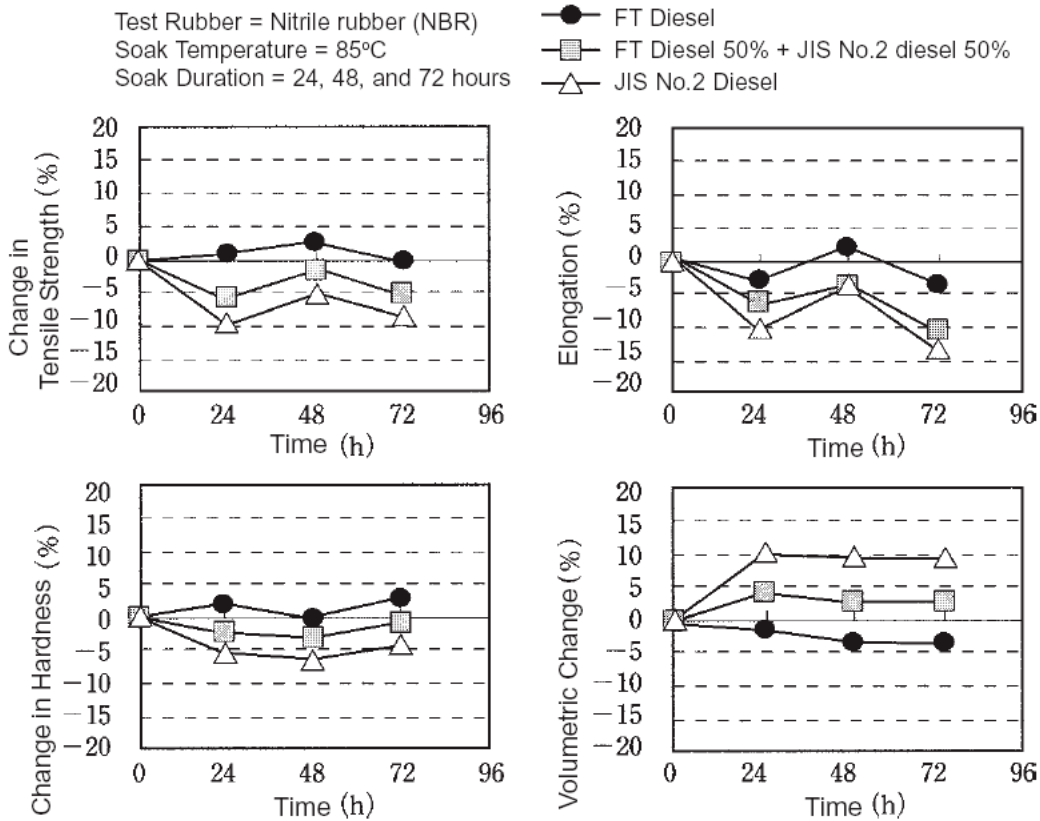 Test Rubber = Nitrile rubber (NBR)
Soak Temperature = 85°C
Soak Duration = 24, 48, and 72 hours
FT Diesel
FT Diesel 50% + JIS No.2 diesel 50%
JIS No.2 Diesel
Change in
Tensile Strength (%)
20
15
10
5
0
−5
−10
−15
−20
0 24 48 72 96
Time (h)
Elongation (%)
20
15
10
5
0
−5
−10
−15
−20
0 24 48 72 96
Time (h)
Change in Hardness (%)
20
15
10
5
0
−5
−10
−15
−20
0 24 48 72 96
Time (h)
Volumetric Change (%)
20
15
10
5
0
−5
−10
−15
−20
0 24 48 72 96
Time (h)